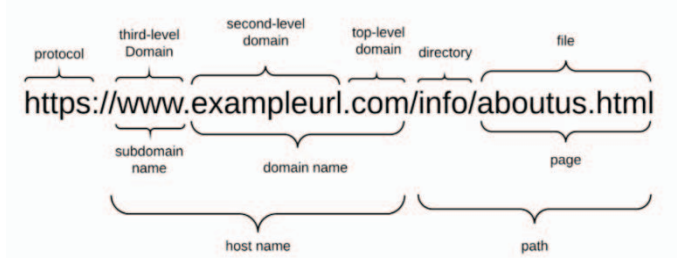 protocol
third-level
Domain
second-level
domain
top-level
domain
directory
file
https://www.exampleurl.com/info/aboutus.html
subdomain
name
domain name
page
host name
path